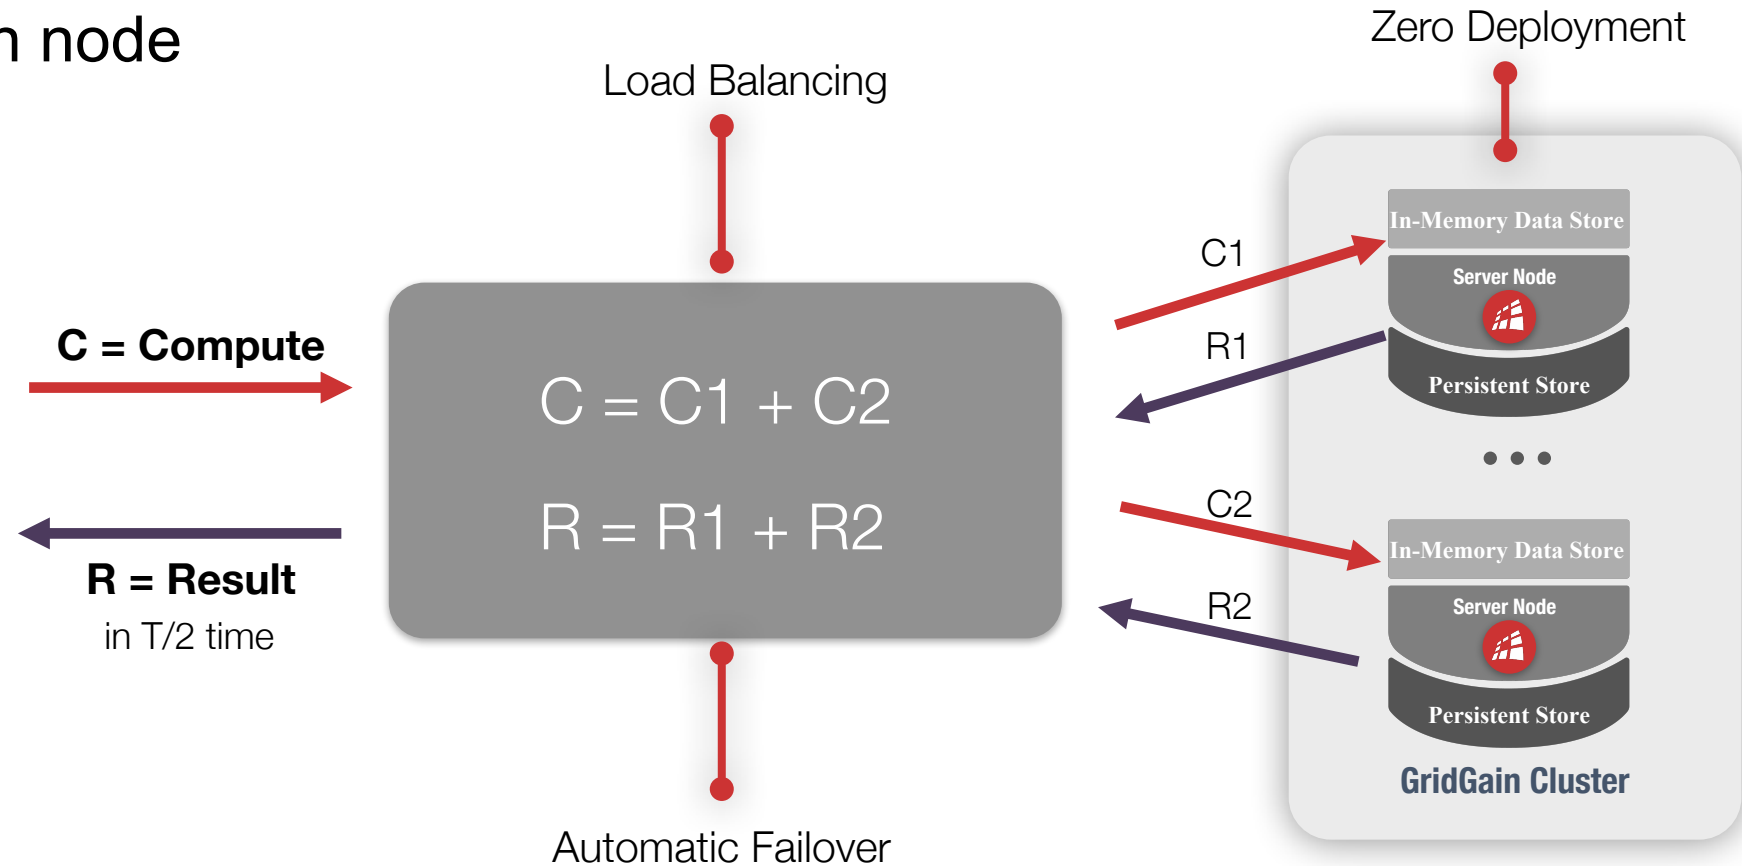 node
Load Balancing
Zero Deployment
C = Compute
C = C1 + C2
R = R1 + R2
R = Result
in T/2 time
Automatic Failover
C1
R1
C2
R2
In-Memory Data Store
Server Node
Persistent Store
In-Memory Data Store
Server Node
Persistent Store
GridGain Cluster